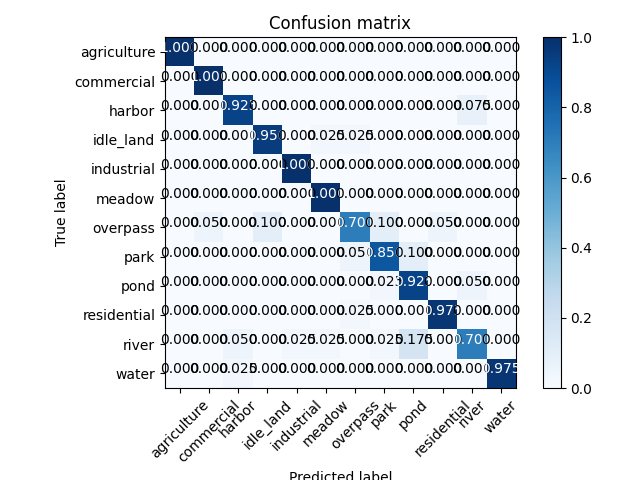 Confusion matrix
agriculture 1.000 0.000 0.000 0.000 0.000 0.000 0.000 0.000 0.000 0.000 0.000 0.000
commercial 0.000 1.000 0.000 0.000 0.000 0.000 0.000 0.000 0.000 0.000 0.000 0.000
harbor 0.000 0.000 0.925 0.000 0.000 0.000 0.000 0.000 0.000 0.000 0.075 0.000
idle_land 0.000 0.000 0.000 0.950 0.000 0.025 0.025 0.000 0.000 0.000 0.000 0.000
industrial 0.000 0.000 0.000 0.000 1.000 0.000 0.000 0.000 0.000 0.000 0.000 0.000
meadow 0.000 0.000 0.000 0.000 0.000 1.000 0.000 0.000 0.000 0.000 0.000 0.000
overpass 0.000 0.050 0.000 0.100 0.000 0.000 0.700 0.100 0.000 0.050 0.000 0.000
park 0.000 0.000 0.000 0.000 0.000 0.000 0.050 0.850 0.100 0.000 0.000 0.000
pond 0.000 0.000 0.000 0.000 0.000 0.000 0.000 0.025 0.925 0.000 0.050 0.000
residential 0.000 0.000 0.000 0.000 0.000 0.000 0.025 0.000 0.000 0.975 0.000 0.000
river 0.000 0.000 0.050 0.000 0.025 0.025 0.000 0.025 0.175 0.000 0.700 0.000
water 0.000 0.000 0.025 0.000 0.000 0.000 0.000 0.000 0.000 0.000 0.000 0.975
True label
agriculture commercial harbor idle_land industrial meadow overpass park pond residential river water
Predicted label
1.0
0.8
0.6
0.4
0.2
0.0